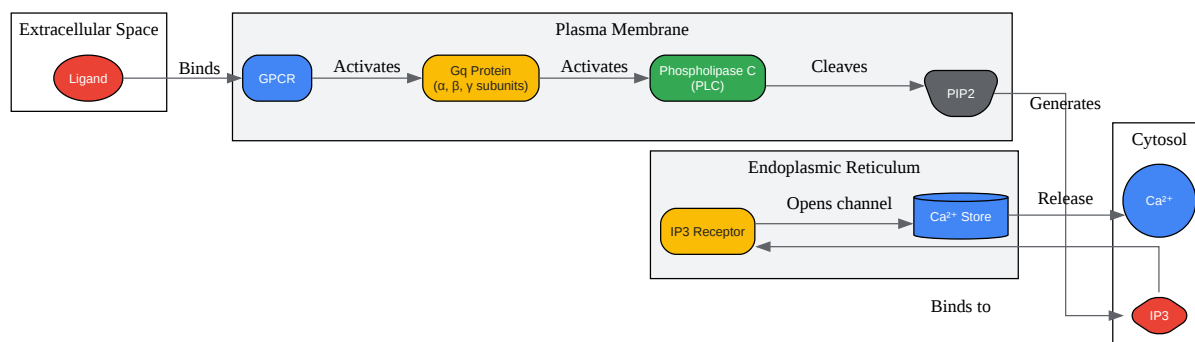 Extracellular Space
Ligand
Binds
Plasma Membrane
GPCR
Activates
Gq Protein
(α, β, γ subunits)
Activates
Phospholipase C
(PLC)
Cleaves
PIP2
Generates
Endoplasmic Reticulum
IP3 Receptor
Opens channel
Ca²⁺ Store
Release
Cytosol
Ca²⁺
Binds to
IP3